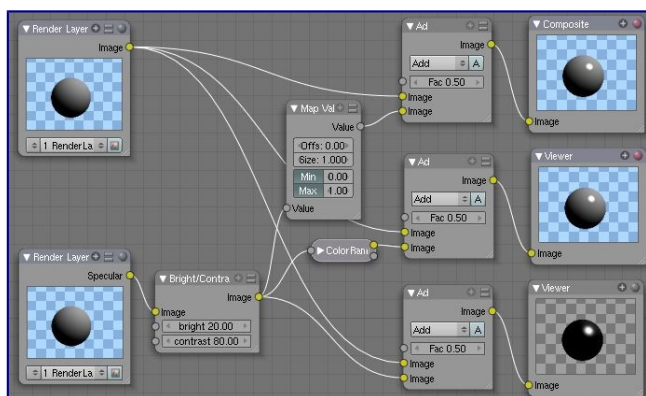 Render Layer
Image
1 RenderLa
Ad
Image
Add
A
Fac 0.50
Image
Image
Composite
Image
Map Val
Value
Offs: 0.00
Size: 1.000
Min 0.00
Max 1.00
Value
Ad
Image
Add
A
Fac 0.50
Image
Image
Viewer
Image
ColorRam
Render Layer
Specular
1 RenderLa
Bright/Contra
Image
Image
bright 20.00
contrast 80.00
Ad
Image
Add
A
Fac 0.50
Image
Image
Viewer
Image